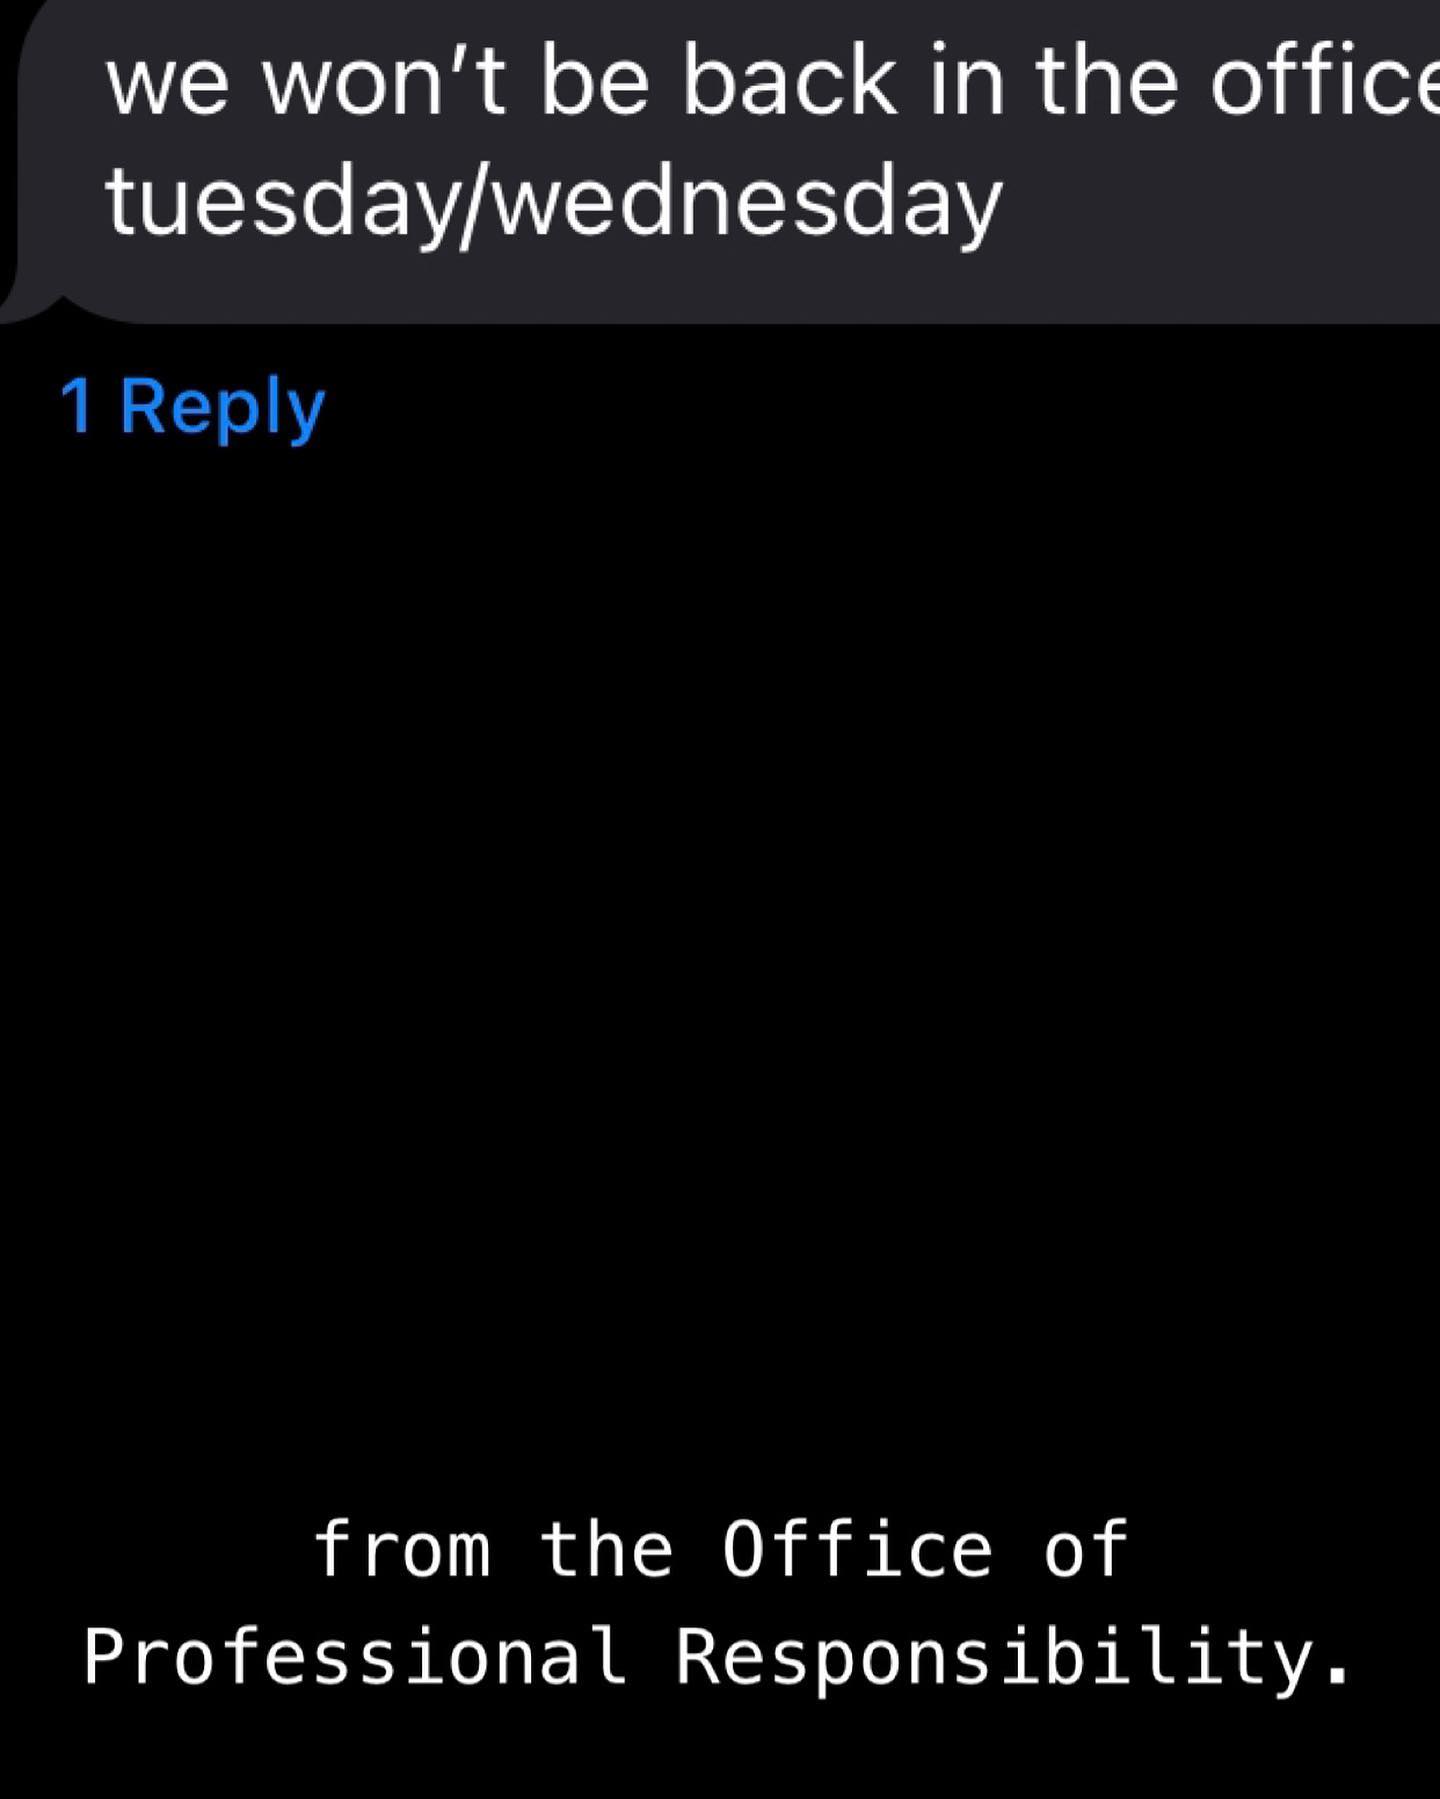 we won’t be back in the office
tuesday/wednesday
1 Reply
from the Office of
Professional Responsibility.